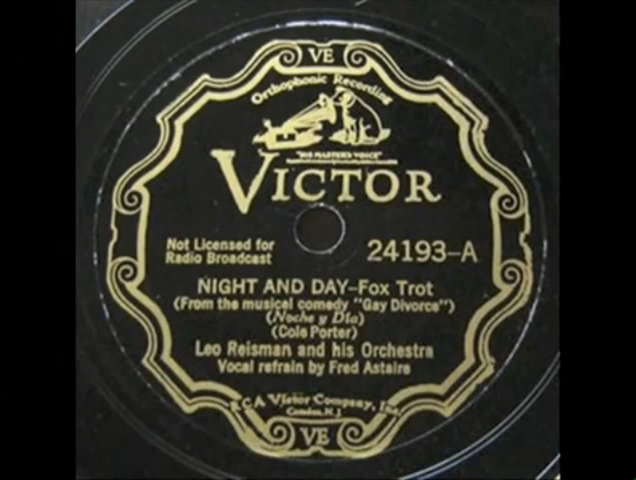 VE
Orthophonic Recording
"HIS MASTER'S VOICE"
VICTOR
Not Licensed for
Radio Broadcast
24193-A
NIGHT AND DAY-Fox Trot
(From the musical comedy "Gay Divorce")
(Noche y Día)
(Cole Porter)
Leo Reisman and his Orchestra
Vocal refrain by Fred Astaire
RCA Victor Company, Inc.
Camden, N.J.
VE